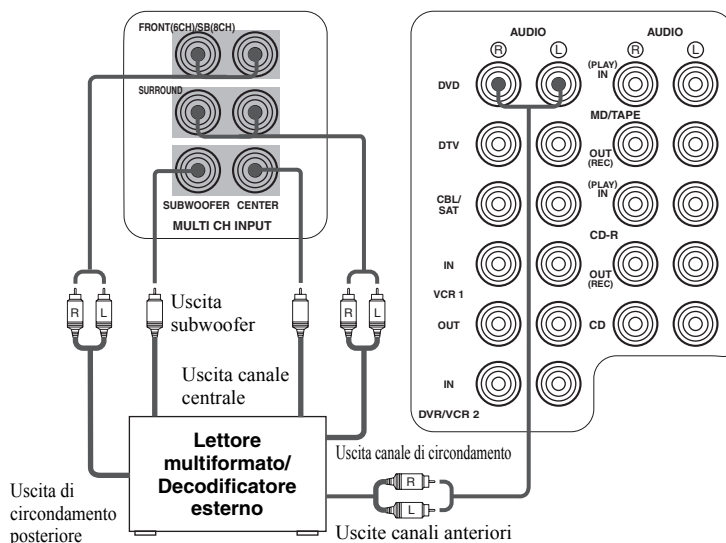 FRONT(6CH)/SB(8CH)
SURROUND
SUBWOOFER CENTER
MULTI CH INPUT
AUDIO
R L
DVD
DTV
CBL/
SAT
IN
VCR 1
OUT
IN
DVR/VCR 2
AUDIO
R L
(PLAY)
IN
MD/TAPE
OUT
(REC)
(PLAY)
IN
CD-R
OUT
(REC)
CD
R L
Uscita
subwoofer
R L
Uscita canale
centrale
Lettore
multiformato/
Decodificatore
esterno
Uscita canale di circondamento
R
L
Uscite canali anteriori
Uscita di
circondamento
posteriore